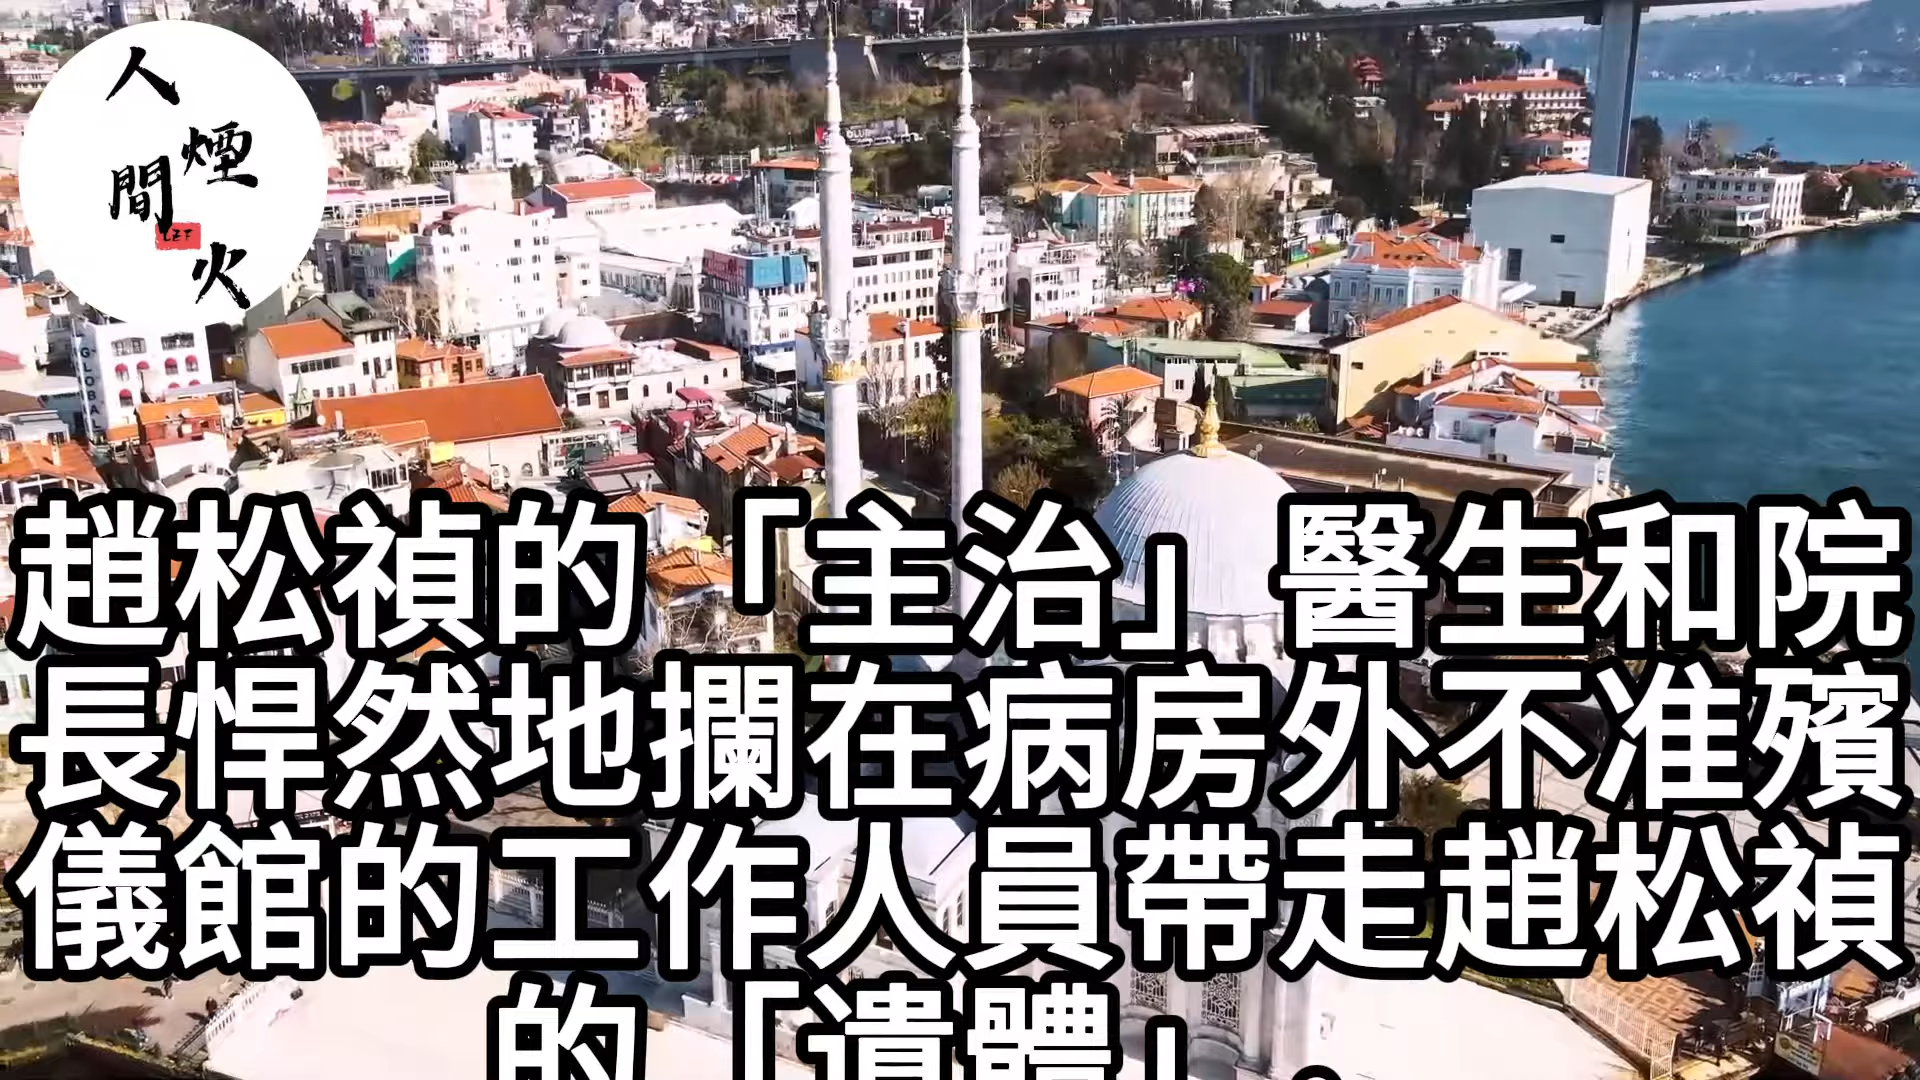 人間煙火
LEF
GLOBA
趙松禎的「主治」醫生和院
長悍然地攔在病房外不准殯
儀館的工作人員帶走趙松禎
的「遺體」。